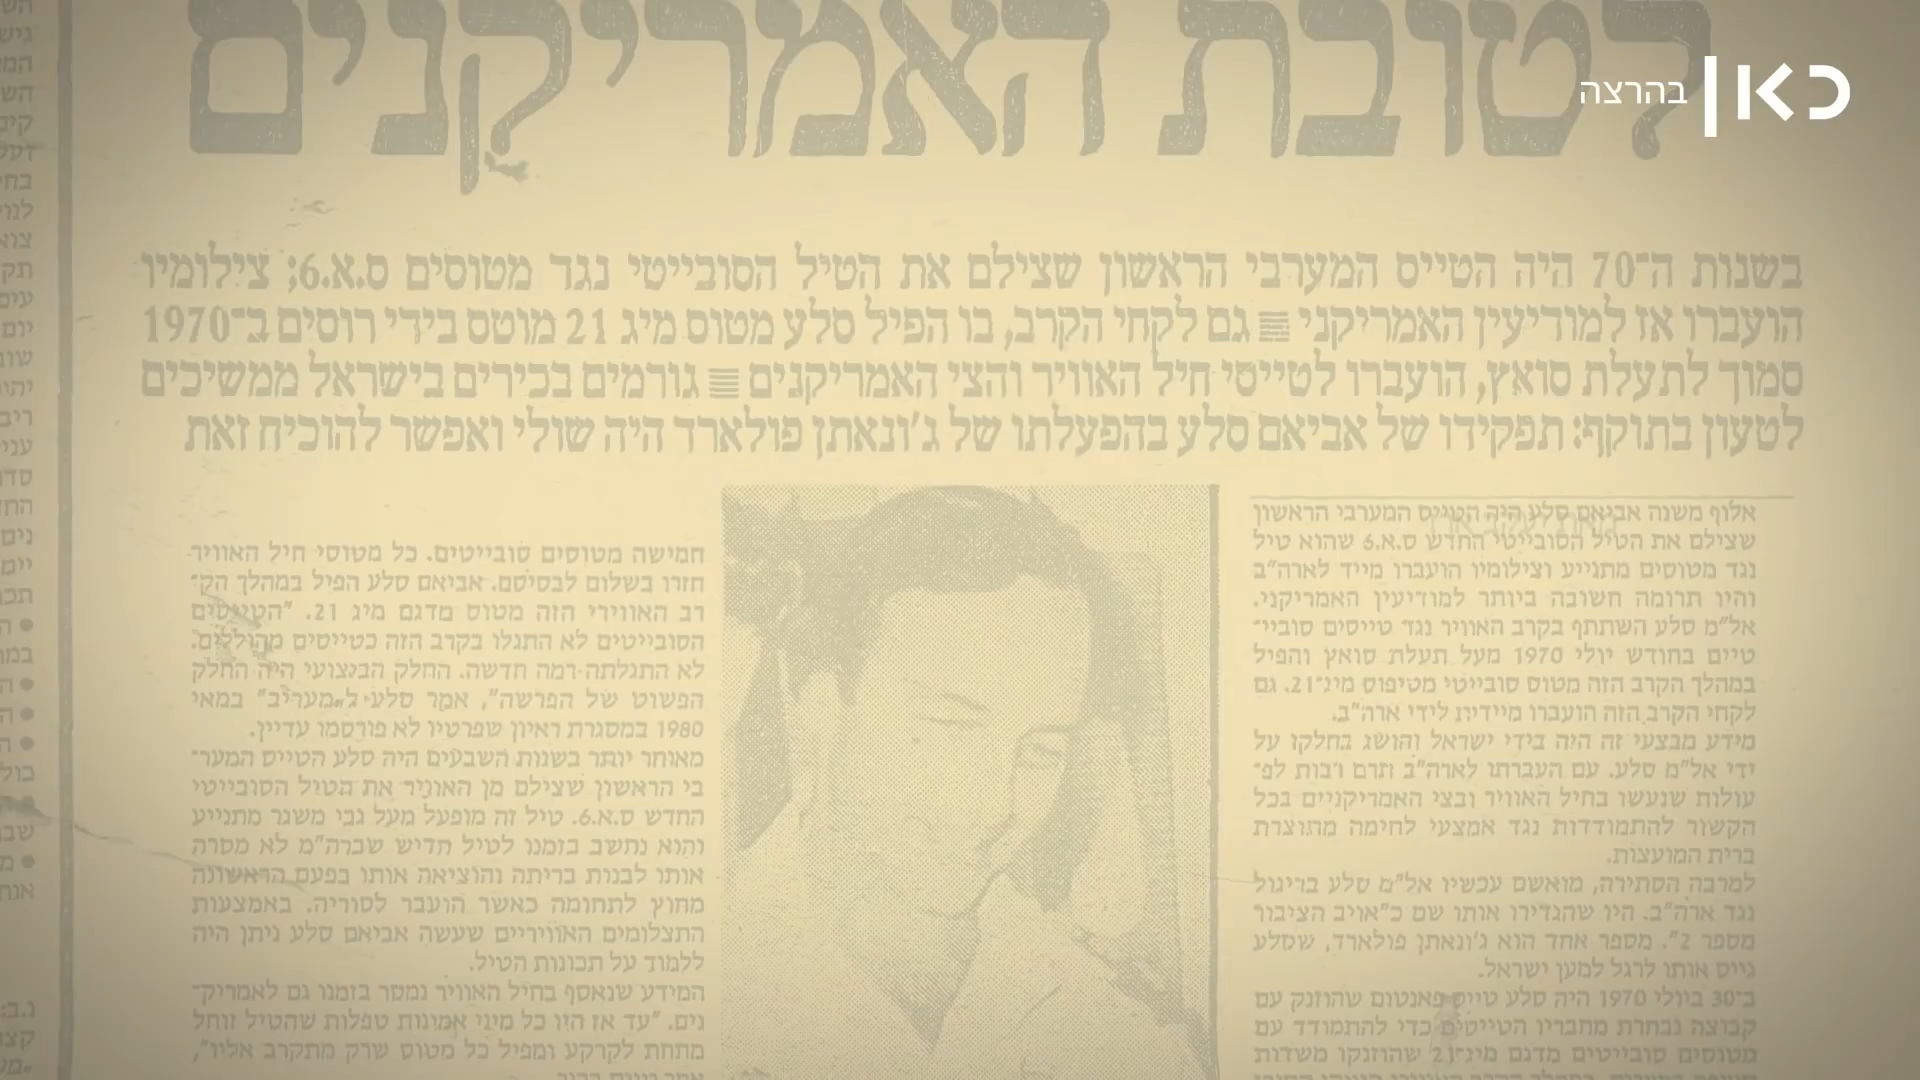 לטובת האמריקנים
כאן בהרצה
בשנות ה־70 היה הטייס המערבי הראשון שצילם את הטיל הסובייטי נגד מטוסים ס.א.6; צילומיו
הועברו אז למודיעין האמריקני ≡ גם לקחי הקרב, בו הפיל סלע מטוס מיג 21 מוטס בידי רוסים ב־1970
סמוך לתעלת סואץ, הועברו לטייסי חיל האוויר והצי האמריקנים ≡ גורמים בכירים בישראל ממשיכים
לטעון בתוקף: תפקידו של אביאם סלע בהפעלתו של ג'ונאתן פולארד היה שולי ואפשר להוכיח זאת
אלוף משנה אביאם סלע היה הטייס המערבי הראשון
שצילם את הטיל הסובייטי החדש ס.א.6 שהוא טיל
נגד מטוסים מתנייע וצילומיו הועברו מייד לארה"ב
והיו תרומה חשובה ביותר למודיעין האמריקני.
אל"מ סלע השתתף בקרב האוויר נגד טייסים סוביי־
טיים בחודש יולי 1970 מעל תעלת סואץ והפיל
במהלך הקרב הזה מטוס סובייטי מטיפוס מיג־21. גם
לקחי הקרב הזה הועברו מיידית לידי ארה"ב.
מידע מבצעי זה היה בידי ישראל והושג בחלקו על
ידי אל"מ סלע. עם העברתו לארה"ב תרם רבות לפ־
עולות שנעשו בחיל האוויר ובצי האמריקניים בכל
הקשור להתמודדות נגד אמצעי לחימה מתוצרת
ברית המועצות.
למרבה הסתירה, מואשם עכשיו אל"מ סלע בריגול
נגד ארה"ב. היו שהגדירו אותו שם כ"אויב הציבור
מספר 2". מספר אחד הוא ג'ונאתן פולארד, שסלע
גייס אותו לרגל למען ישראל.
ב־30 ביולי 1970 היה סלע טייס פאנטום שהוזנק עם
קבוצה נבחרת מחבריו הטייסים כדי להתמודד עם
מטוסים סובייטים מדגם מיג־21 שהוזנקו משדות
חמישה מטוסים סובייטים. כל מטוסי חיל האוויר
חזרו בשלום לבסיסם. אביאם סלע הפיל במהלך הק־
רב האווירי הזה מטוס מדגם מיג 21. "הטייסים
הסובייטים לא התגלו בקרב הזה כטייסים מהוללים.
לא התגלתה רמה חדשה. החלק הביצועי היה החלק
הפשוט של הפרשה", אמר סלע ל"מעריב" במאי
1980 במסגרת ראיון שפרטיו לא פורסמו עדיין.
מאוחר יותר בשנות השבעים היה סלע הטייס המער־
בי הראשון שצילם מן האוויר את הטיל הסובייטי
החדש ס.א.6. טיל זה מופעל מעל גבי משגר מתנייע
והוא נחשב בזמנו לטיל חדיש שברה"מ לא מסרה
אותו לבנות בריתה והוציאה אותו בפעם הראשונה
מחוץ לתחומה כאשר הועבר לסוריה. באמצעות
התצלומים האוויריים שעשה אביאם סלע ניתן היה
ללמוד על תכונות הטיל.
המידע שנאסף בחיל האוויר נמסר בזמנו גם לאמריק־
נים. "עד אז היו כל מיני אמונות טפלות שהטיל זוחל
מתחת לקרקע ומפיל כל מטוס שרק מתקרב אליו",